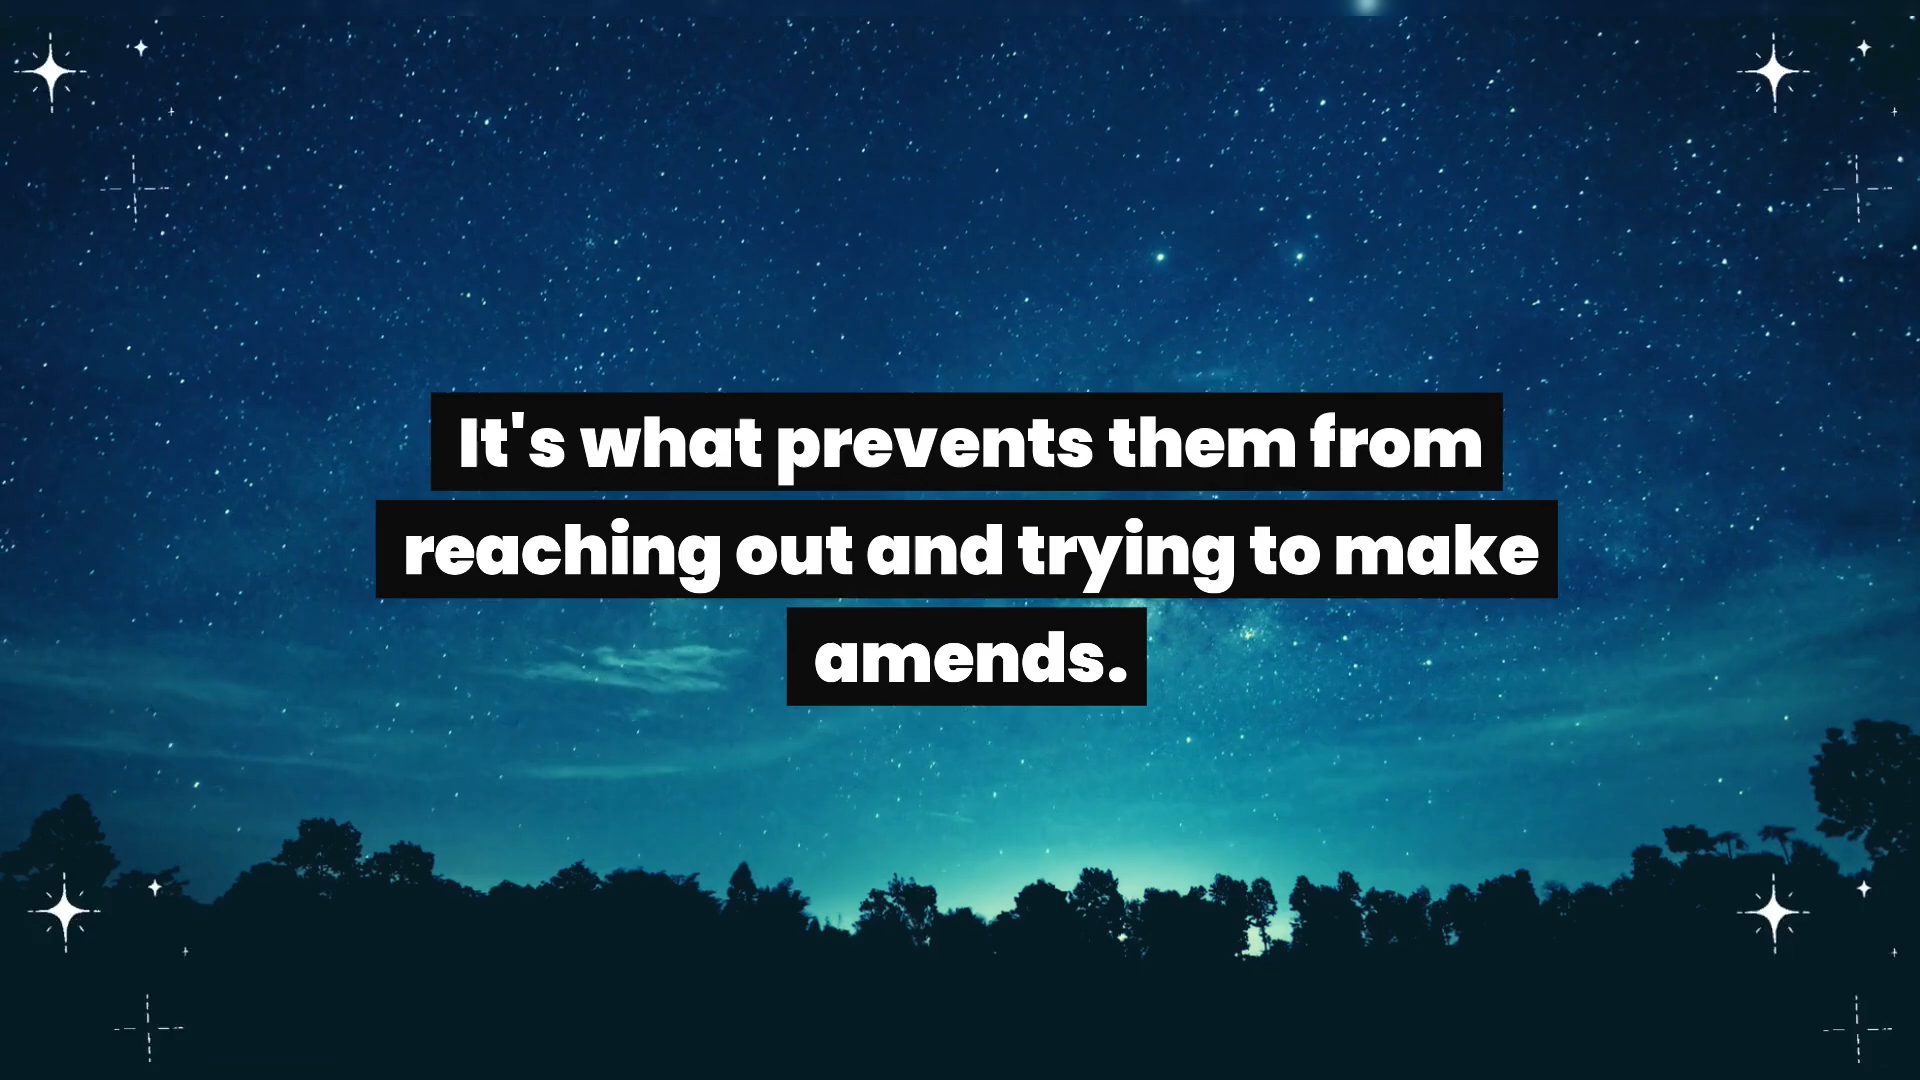 It's what prevents them from
reaching out and trying to make
amends.